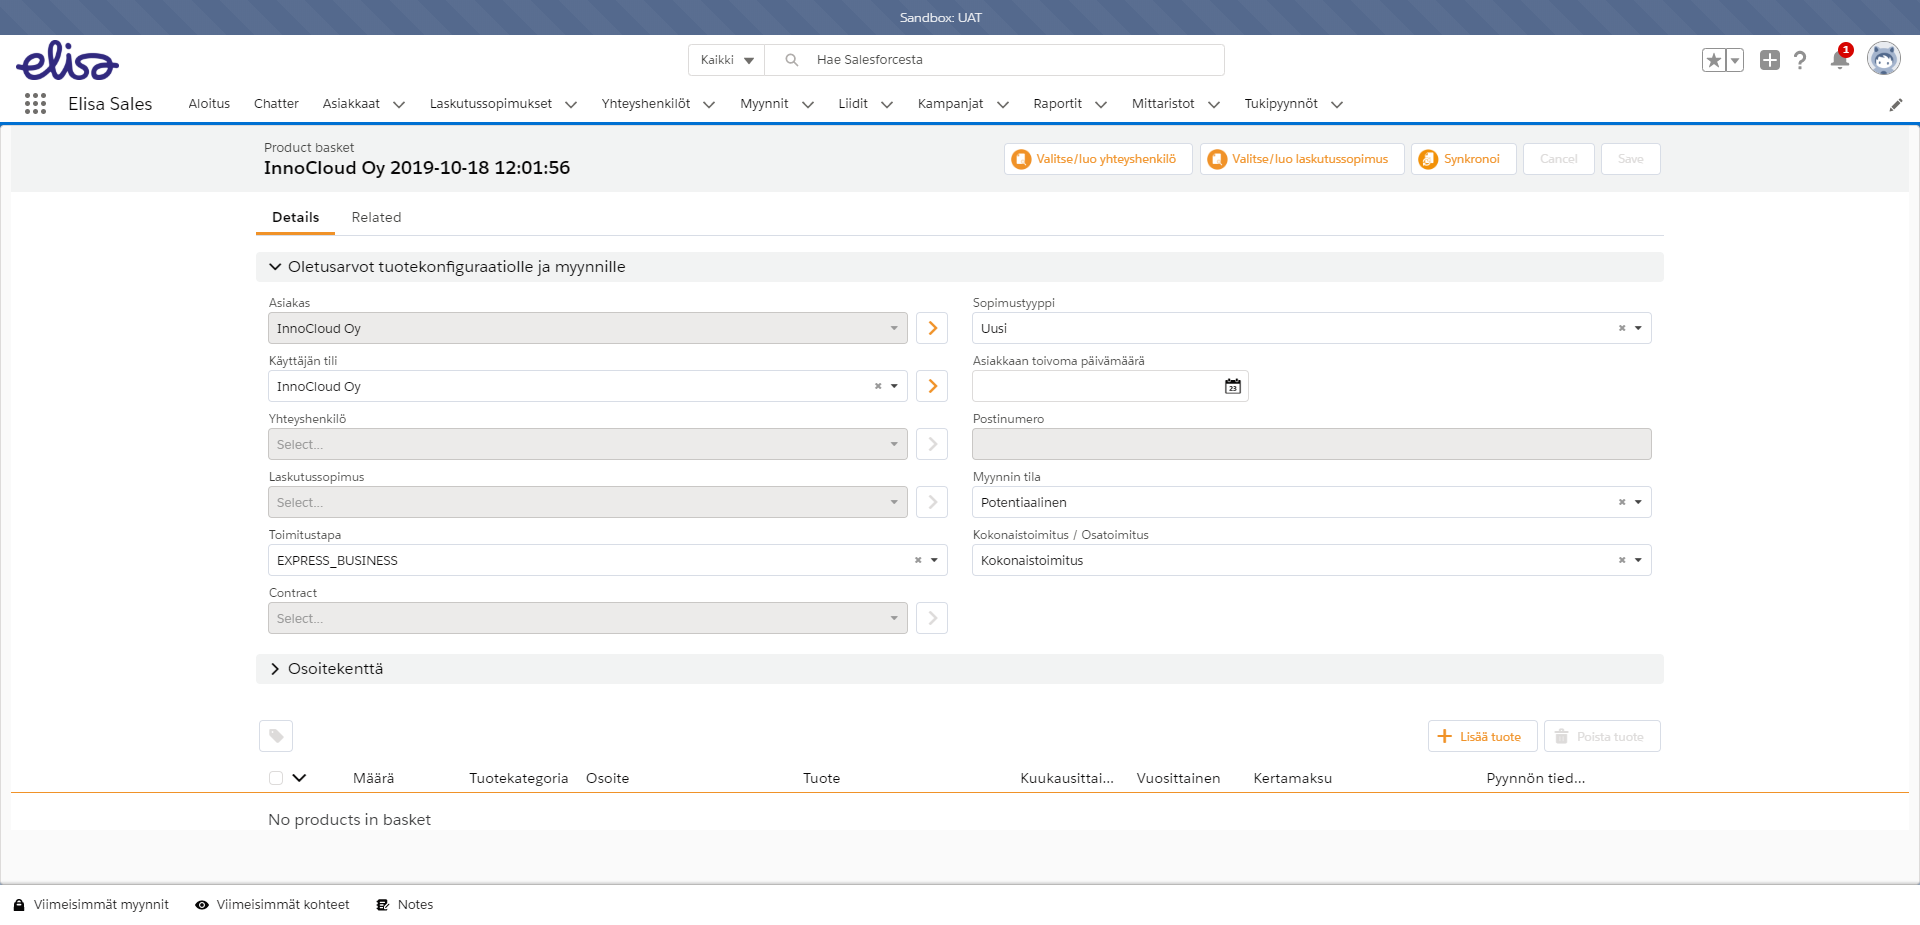 Sandbox: UAT
elisa
Kaikki
Hae Salesforcesta
1
Elisa Sales
Aloitus
Chatter
Asiakkaat
Laskutussopimukset
Yhteyshenkilöt
Myynnit
Liidit
Kampanjat
Raportit
Mittaristot
Tukipyynnöt
Product basket
InnoCloud Oy 2019-10-18 12:01:56
Valitse/luo yhteyshenkilö
Valitse/luo laskutussopimus
Synkronoi
Cancel
Save
Details
Related
Oletusarvot tuotekonfiguraatiolle ja myynnille
Asiakas
InnoCloud Oy
Sopimustyyppi
Uusi
Käyttäjän tili
InnoCloud Oy
Asiakkaan toivoma päivämäärä
23
Yhteyshenkilö
Select...
Postinumero
Laskutussopimus
Select...
Myynnin tila
Potentiaalinen
Toimitustapa
EXPRESS_BUSINESS
Kokonaistoimitus / Osatoimitus
Kokonaistoimitus
Contract
Select...
Osoitekenttä
Lisää tuote
Poista tuote
Määrä
Tuotekategoria
Osoite
Tuote
Kuukausittai...
Vuosittainen
Kertamaksu
Pyynnön tied...
No products in basket
Viimeisimmät myynnit
Viimeisimmät kohteet
Notes